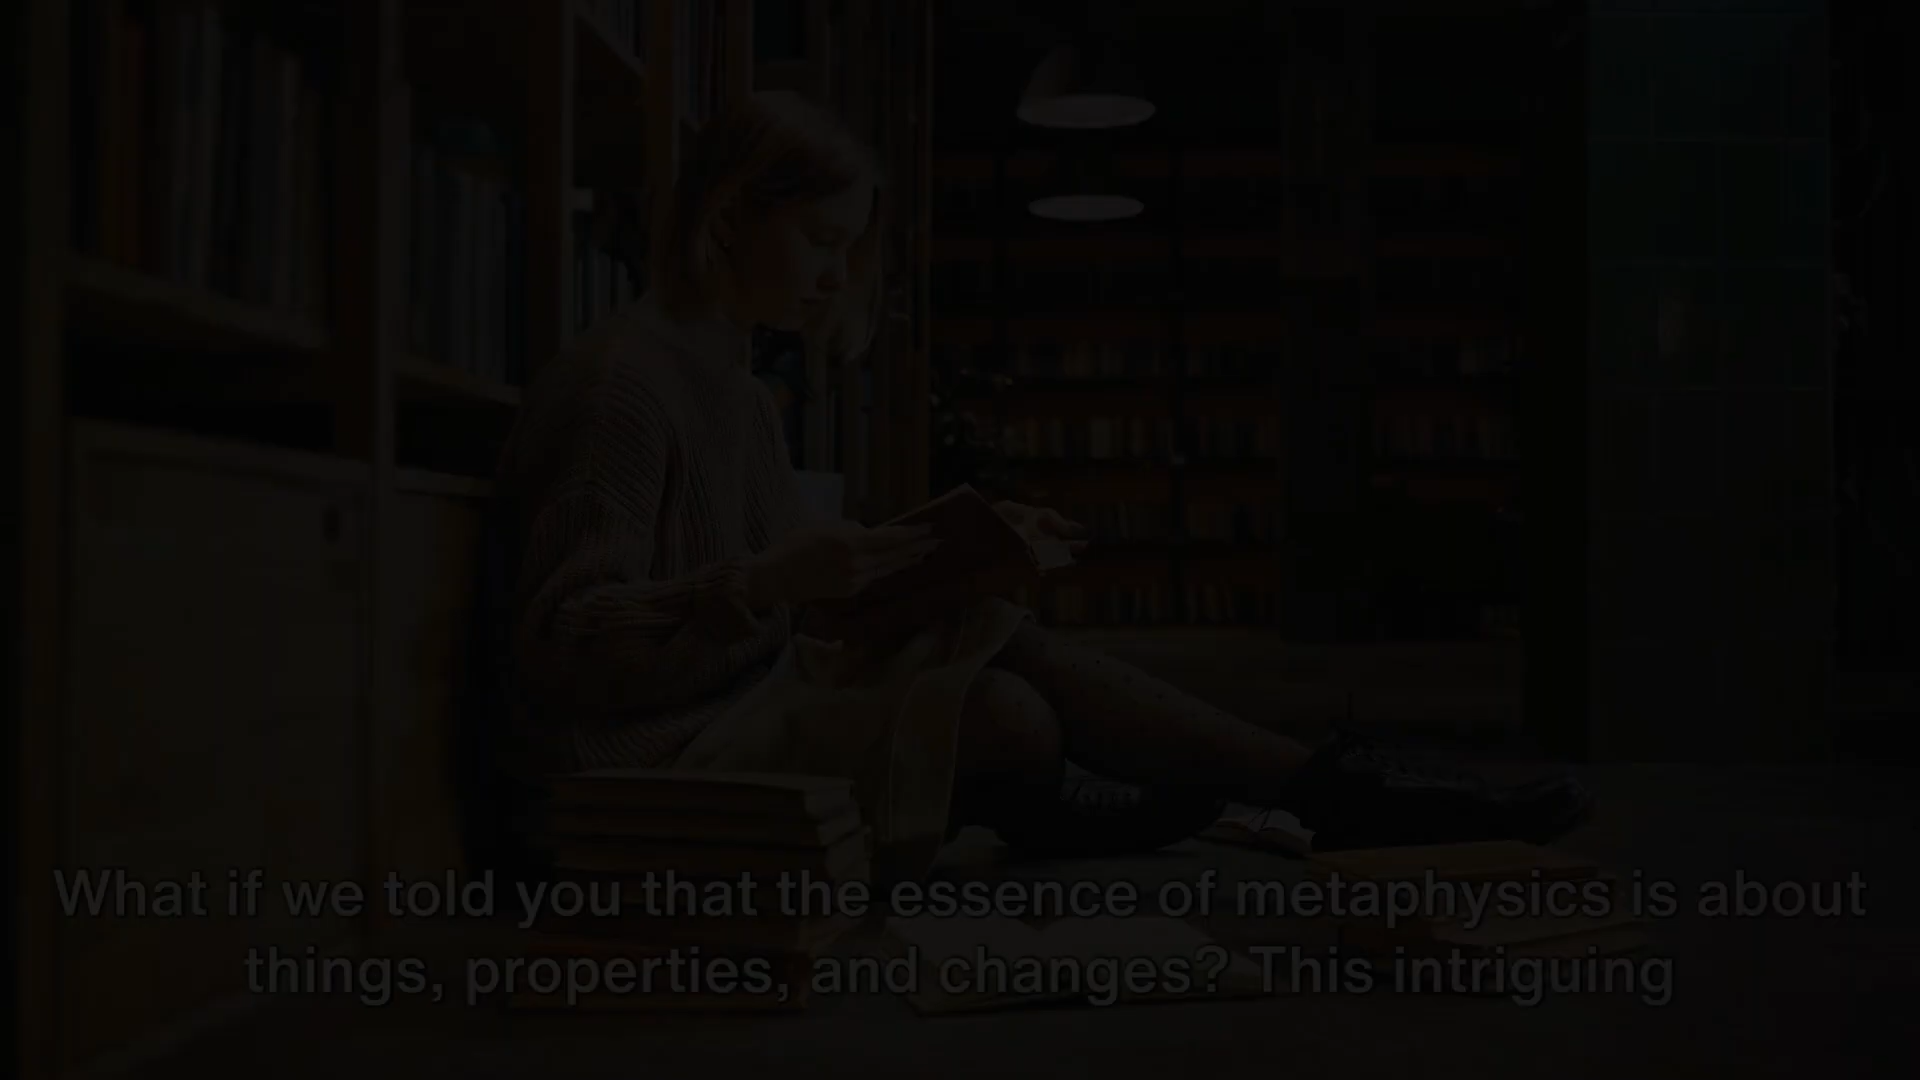 What if we told you that the essence of metaphysics is about
things, properties, and changes? This intriguing